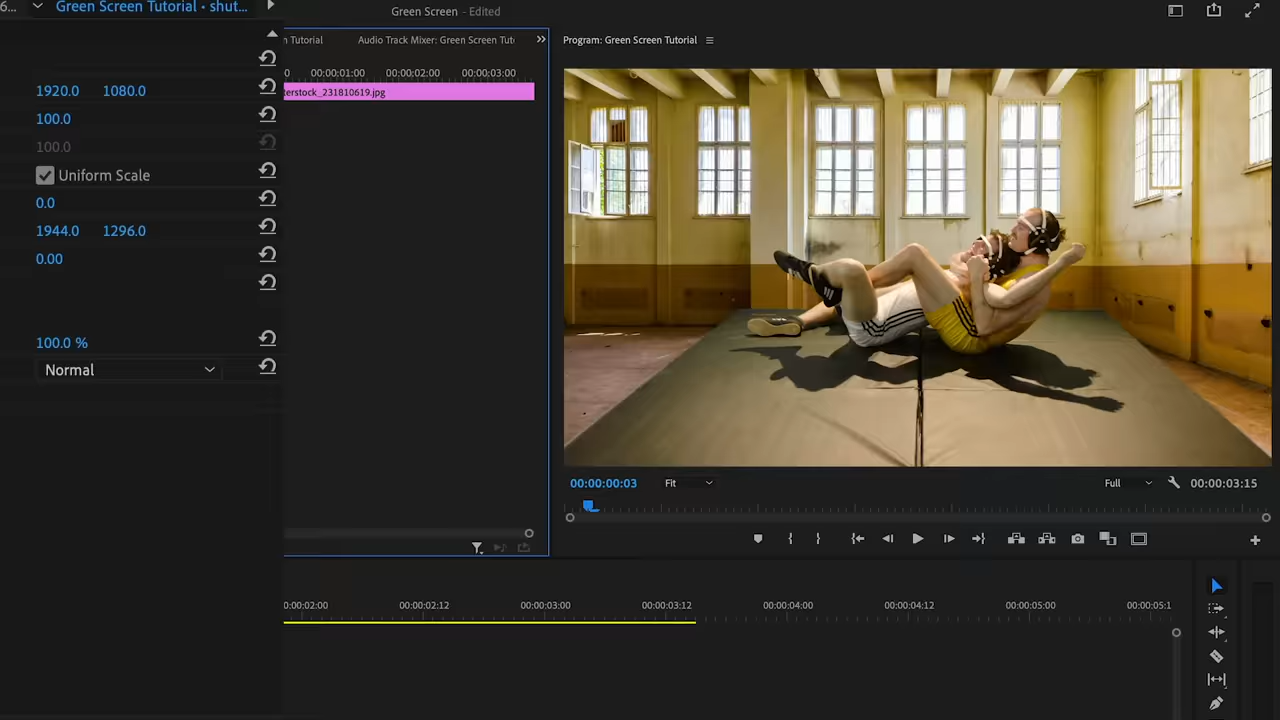 6... Green Screen Tutorial • shut...
Green Screen - Edited
n Tutorial Audio Track Mixer: Green Screen Tut
Program: Green Screen Tutorial
0 00:00:01:00 00:00:02:00 00:00:03:00
terstock_231810619.jpg
1920.0 1080.0
100.0
100.0
Uniform Scale
0.0
1944.0 1296.0
0.00
100.0 %
Normal
00:00:00:03 Fit Full 00:00:03:15
0:00:02:00 00:00:02:12 00:00:03:00 00:00:03:12 00:00:04:00 00:00:04:12 00:00:05:00 00:00:05:1